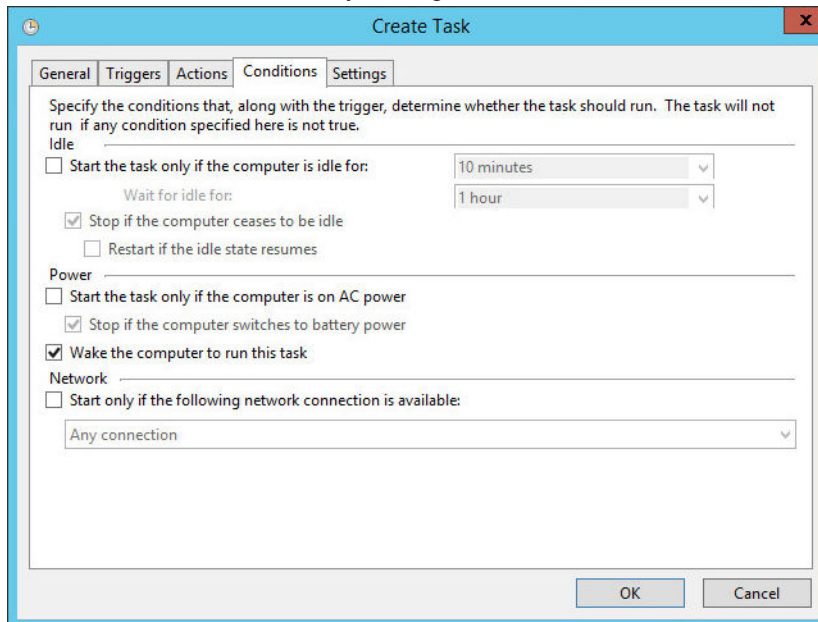 Create Task
x
General Triggers Actions Conditions Settings
Specify the conditions that, along with the trigger, determine whether the task should run. The task will not
run if any condition specified here is not true.
Idle
Start the task only if the computer is idle for: 10 minutes
Wait for idle for: 1 hour
Stop if the computer ceases to be idle
Restart if the idle state resumes
Power
Start the task only if the computer is on AC power
Stop if the computer switches to battery power
Wake the computer to run this task
Network
Start only if the following network connection is available:
Any connection
OK Cancel